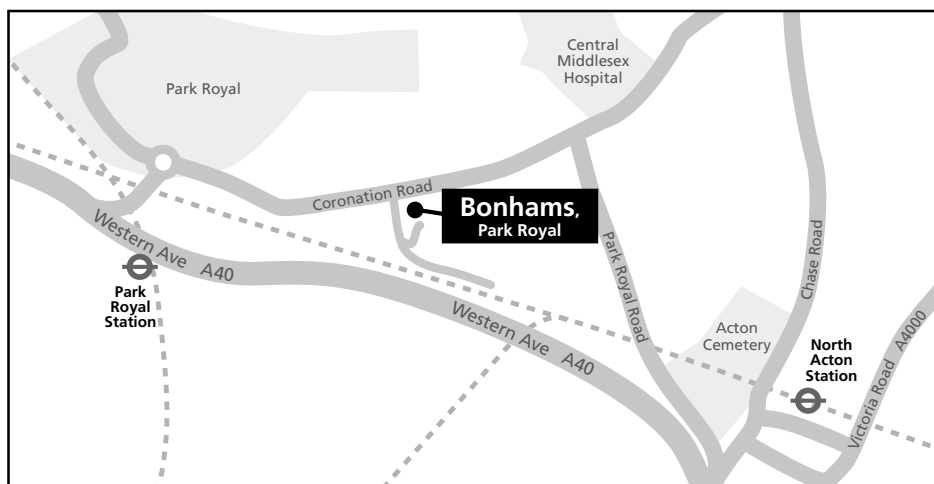 Central
Middlesex
Hospital
Park Royal
Coronation Road
Bonhams,
Park Royal
Western Ave A40
Park
Royal
Station
Park Royal Road
Chase Road
Western Ave A40
Acton
Cemetery
North
Acton
Station
Victoria Road A4000